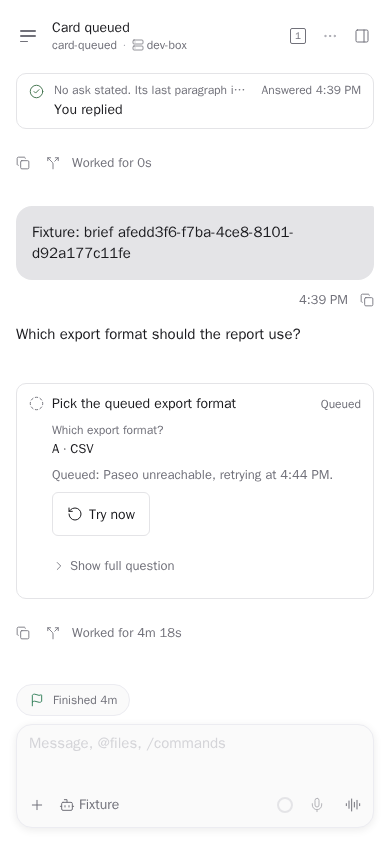 Card queued
card-queued · dev-box
1
No ask stated. Its last paragraph i··· Answered 4:39 PM
You replied
Worked for 0s
Fixture: brief afedd3f6-f7ba-4ce8-8101-
d92a177c11fe
4:39 PM
Which export format should the report use?
Pick the queued export format Queued
Which export format?
A · CSV
Queued: Paseo unreachable, retrying at 4:44 PM.
Try now
Show full question
Worked for 4m 18s
Finished 4m
Message, @files, /commands
Fixture